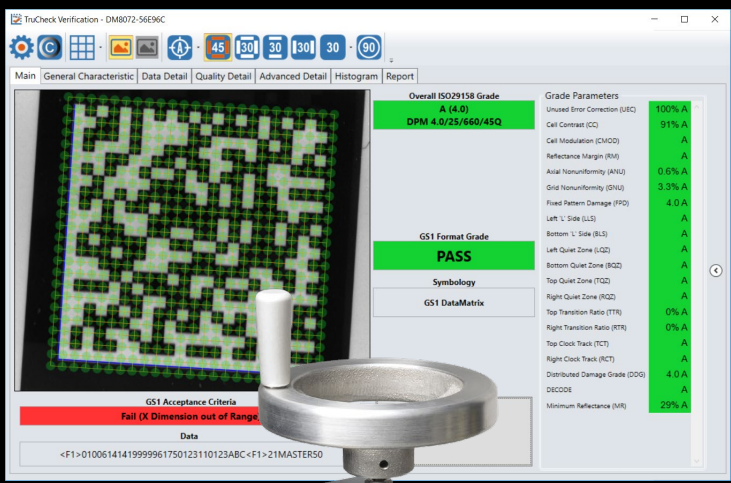 TruCheck Verification - DM8072-56E96C
C A 45 30 30 30 30 90
Main General Characteristic Data Detail Quality Detail Advanced Detail Histogram Report
Overall ISO29158 Grade
A (4.0)
DPM 4.0/25/660/45Q
GS1 Format Grade
PASS
Symbology
GS1 DataMatrix
Grade Parameters
Unused Error Correction (UEC) 100% A
Cell Contrast (CC) 91% A
Cell Modulation (CMOD) A
Reflectance Margin (RM) A
Axial Nonuniformity (ANU) 0.6% A
Grid Nonuniformity (GNU) 3.3% A
Fixed Pattern Damage (FPD) 4.0 A
Left 'L' Side (LLS) A
Bottom 'L' Side (BLS) A
Left Quiet Zone (LQZ) A
Bottom Quiet Zone (BQZ) A
Top Quiet Zone (TQZ) A
Right Quiet Zone (RQZ) A
Top Transition Ratio (TTR) 0% A
Right Transition Ratio (RTR) 0% A
Top Clock Track (TCT) A
Right Clock Track (RCT) A
Distributed Damage Grade (DDG) 4.0 A
DECODE A
Minimum Reflectance (MR) 29% A
GS1 Acceptance Criteria
Fail (X Dimension out of Range
Data
<F1>01006141419999961750123110123ABC<F1>21MASTER50